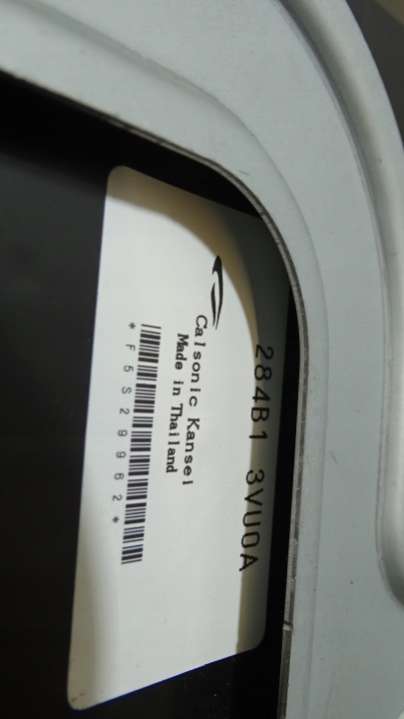 284B1 3VU0A
Calsonic Kansei
Made in Thailand
*F5S29962*